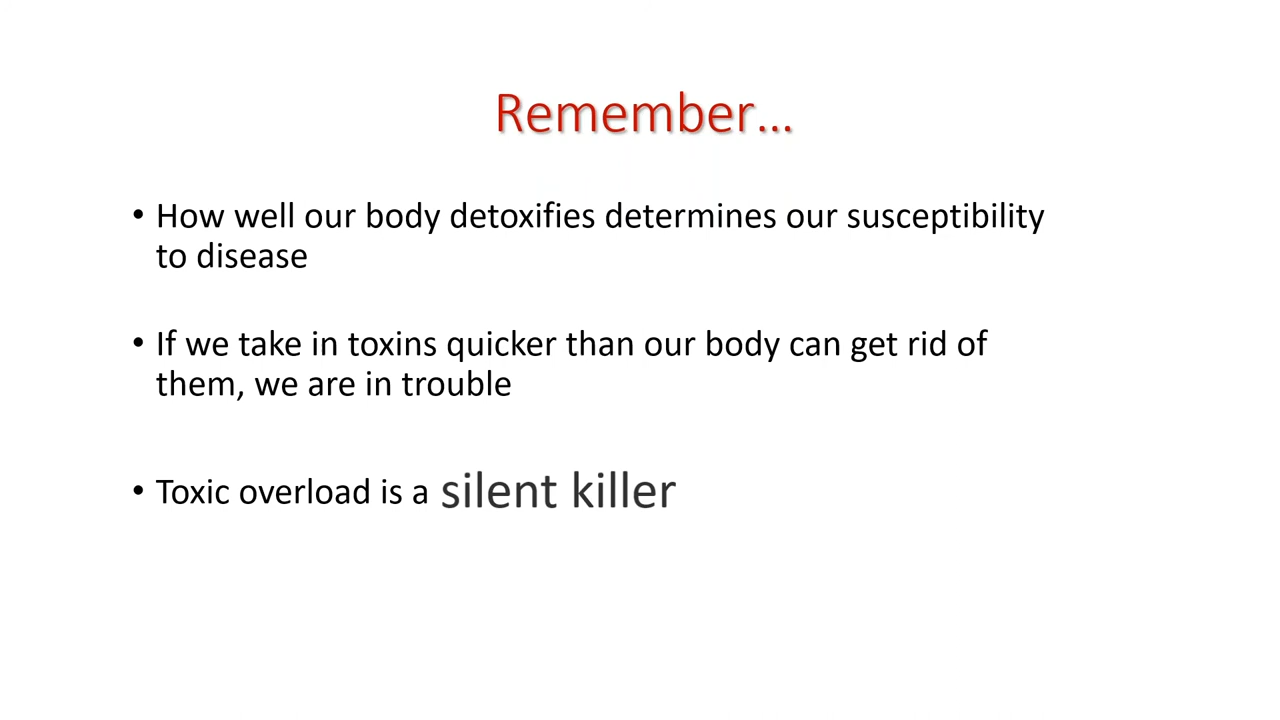 Remember...
• How well our body detoxifies determines our susceptibility
to disease
• If we take in toxins quicker than our body can get rid of
them, we are in trouble
• Toxic overload is a silent killer